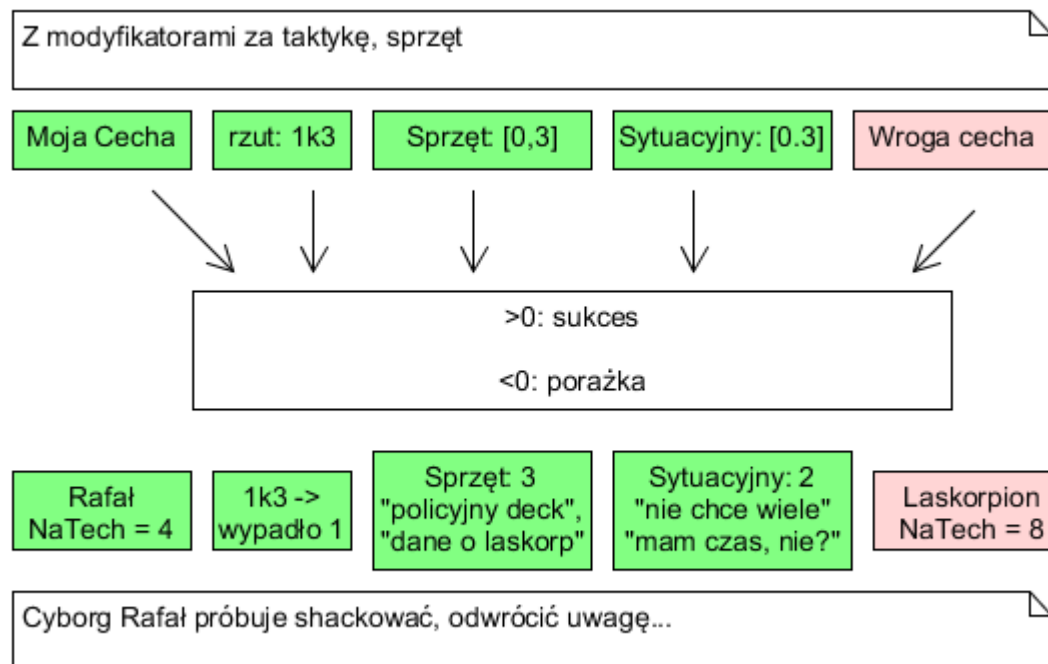 Z modyfikatorami za taktykę, sprzęt
Moja Cecha
rzut: 1k3
Sprzęt: [0,3]
Sytuacyjny: [0.3]
Wroga cecha
>0: sukces
<0: porażka
Rafał
NaTech = 4
1k3 ->
wypadło 1
Sprzęt: 3
"policyjny deck",
"dane o laskorp"
Sytuacyjny: 2
"nie chce wiele"
"mam czas, nie?"
Laskorpion
NaTech = 8
Cyborg Rafał próbuje shackować, odwrócić uwagę...